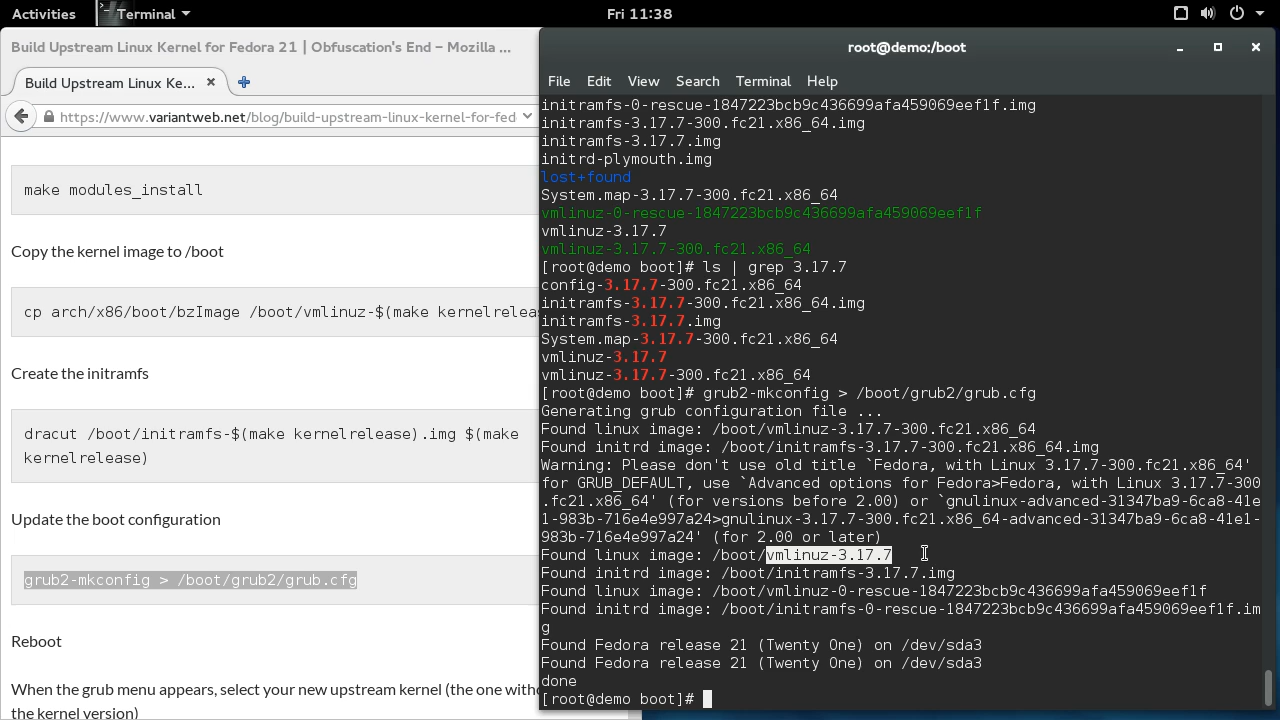 Activities
Terminal
Fri 11:38
Build Upstream Linux Kernel for Fedora 21 | Obfuscation's End – Mozilla ...
Build Upstream Linux Ke...
https://www.variantweb.net/blog/build-upstream-linux-kernel-for-fed
make modules_install
Copy the kernel image to /boot
cp arch/x86/boot/bzImage /boot/vmlinuz-$(make kernelrelea
Create the initramfs
dracut /boot/initramfs-$(make kernelrelease).img $(make
kernelrelease)
Update the boot configuration
grub2-mkconfig > /boot/grub2/grub.cfg
Reboot
When the grub menu appears, select your new upstream kernel (the one with
the kernel version)
root@demo:/boot
File Edit View Search Terminal Help
initramfs-0-rescue-1847223bcb9c436699afa459069eef1f.img
initramfs-3.17.7-300.fc21.x86_64.img
initramfs-3.17.7.img
initrd-plymouth.img
lost+found
System.map-3.17.7-300.fc21.x86_64
vmlinuz-0-rescue-1847223bcb9c436699afa459069eef1f
vmlinuz-3.17.7
vmlinuz-3.17.7-300.fc21.x86_64
[root@demo boot]# ls | grep 3.17.7
config-3.17.7-300.fc21.x86_64
initramfs-3.17.7-300.fc21.x86_64.img
initramfs-3.17.7.img
System.map-3.17.7-300.fc21.x86_64
vmlinuz-3.17.7
vmlinuz-3.17.7-300.fc21.x86_64
[root@demo boot]# grub2-mkconfig > /boot/grub2/grub.cfg
Generating grub configuration file ...
Found linux image: /boot/vmlinuz-3.17.7-300.fc21.x86_64
Found initrd image: /boot/initramfs-3.17.7-300.fc21.x86_64.img
Warning: Please don't use old title `Fedora, with Linux 3.17.7-300.fc21.x86_64'
for GRUB_DEFAULT, use `Advanced options for Fedora>Fedora, with Linux 3.17.7-300
.fc21.x86_64' (for versions before 2.00) or `gnulinux-advanced-31347ba9-6ca8-41e
1-983b-716e4e997a24>gnulinux-3.17.7-300.fc21.x86_64-advanced-31347ba9-6ca8-41e1-
983b-716e4e997a24' (for 2.00 or later)
Found linux image: /boot/vmlinuz-3.17.7
Found initrd image: /boot/initramfs-3.17.7.img
Found linux image: /boot/vmlinuz-0-rescue-1847223bcb9c436699afa459069eef1f
Found initrd image: /boot/initramfs-0-rescue-1847223bcb9c436699afa459069eef1f.im
g
Found Fedora release 21 (Twenty One) on /dev/sda3
Found Fedora release 21 (Twenty One) on /dev/sda3
done
[root@demo boot]#